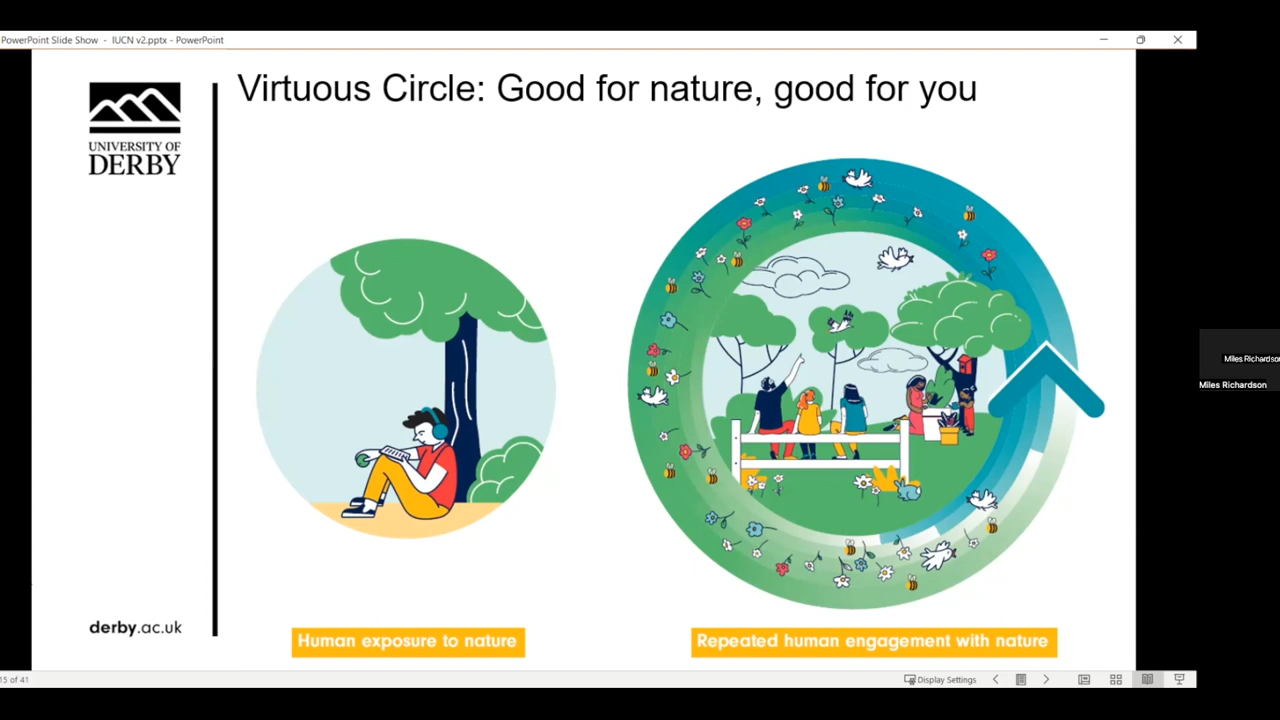 PowerPoint Slide Show - IUCN v2.pptx - PowerPoint
Virtuous Circle: Good for nature, good for you
UNIVERSITY OF
DERBY
Miles Richardson
Miles Richardson
derby.ac.uk
Human exposure to nature
Repeated human engagement with nature
15 of 41
Display Settings